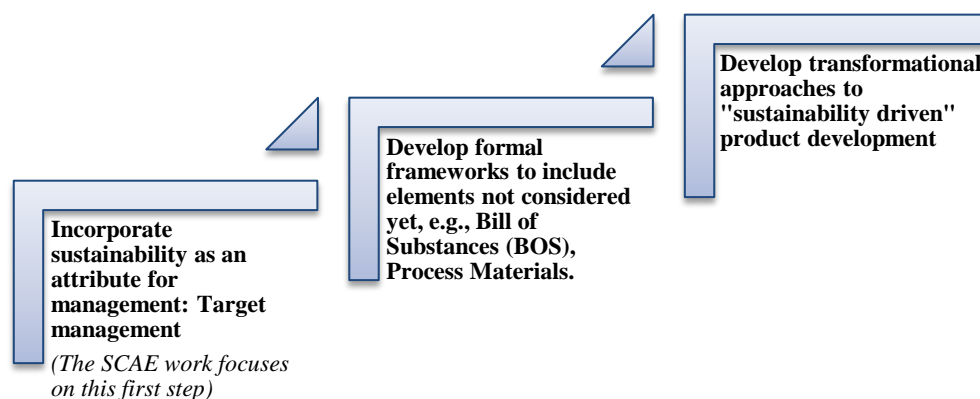 Incorporate
sustainability as an
attribute for
management: Target
management
(The SCAE work focuses
on this first step)
Develop formal
frameworks to include
elements not considered
yet, e.g., Bill of
Substances (BOS),
Process Materials.
Develop transformational
approaches to
"sustainability driven"
product development